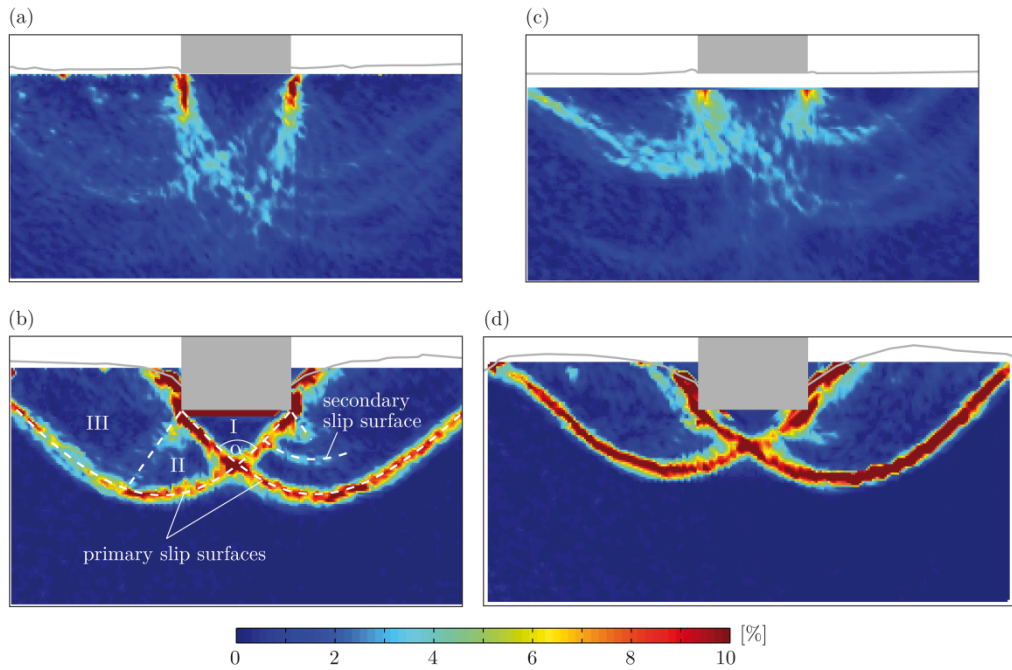 (a)
(c)
(b)
(d)
III
I
II
secondary
slip surface
primary slip surfaces
[%]
0 2 4 6 8 10